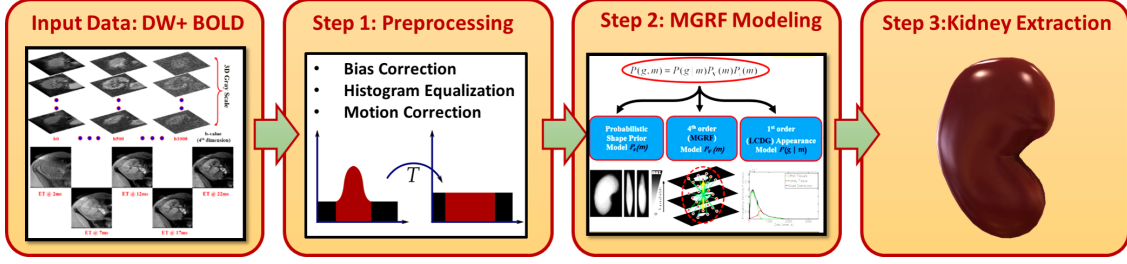 Input Data: DW+ BOLD
3D Gray Scale
b0
b500
b1000
b-value
(4th dimension)
ET @ 2ms
ET @ 12ms
ET @ 22ms
ET @ 7ms
ET @ 17ms
Step 1: Preprocessing
• Bias Correction
• Histogram Equalization
• Motion Correction
T
Step 2: MGRF Modeling
P(g,m) = P(g | m)P_V(m)P_s(m)
Probabilistic
Shape Prior
Model P_s(m)
4th order
(MGRF)
Model P_V(m)
1st order
(LCDG) Appearance
Model P(g | m)
Step 3:Kidney Extraction